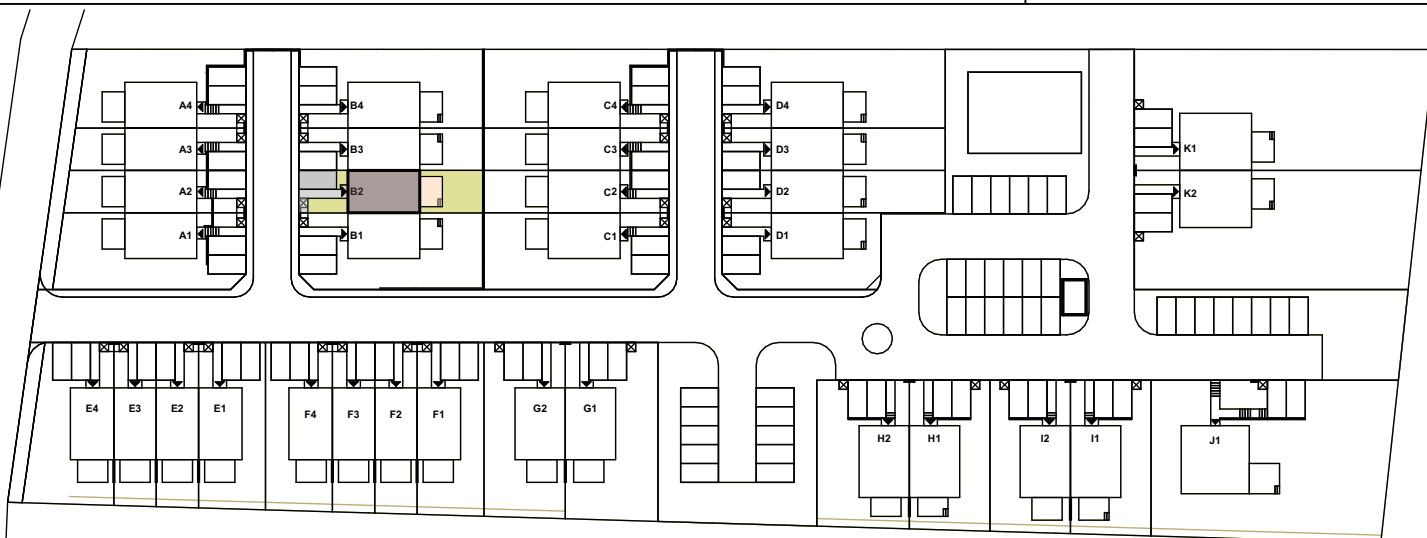 A4 B4 C4 D4
A3 B3 C3 D3 K1
A2 B2 C2 D2 K2
A1 B1 C1 D1
E4 E3 E2 E1 F4 F3 F2 F1 G2 G1
H2 H1 I2 I1 J1